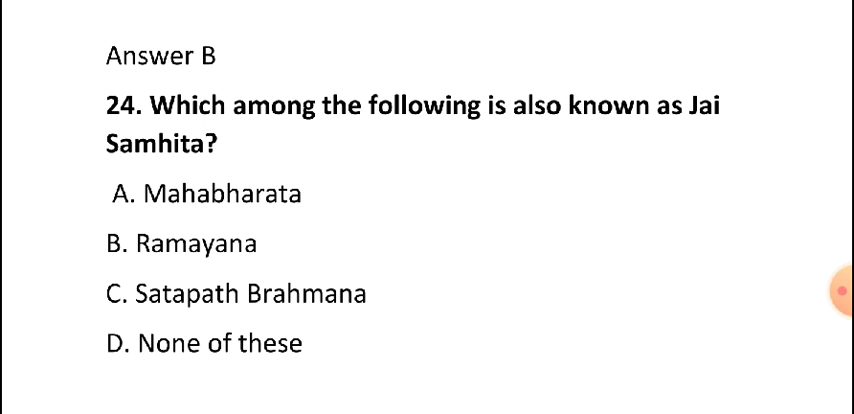 Answer B
24. Which among the following is also known as Jai
Samhita?
A. Mahabharata
B. Ramayana
C. Satapath Brahmana
D. None of these